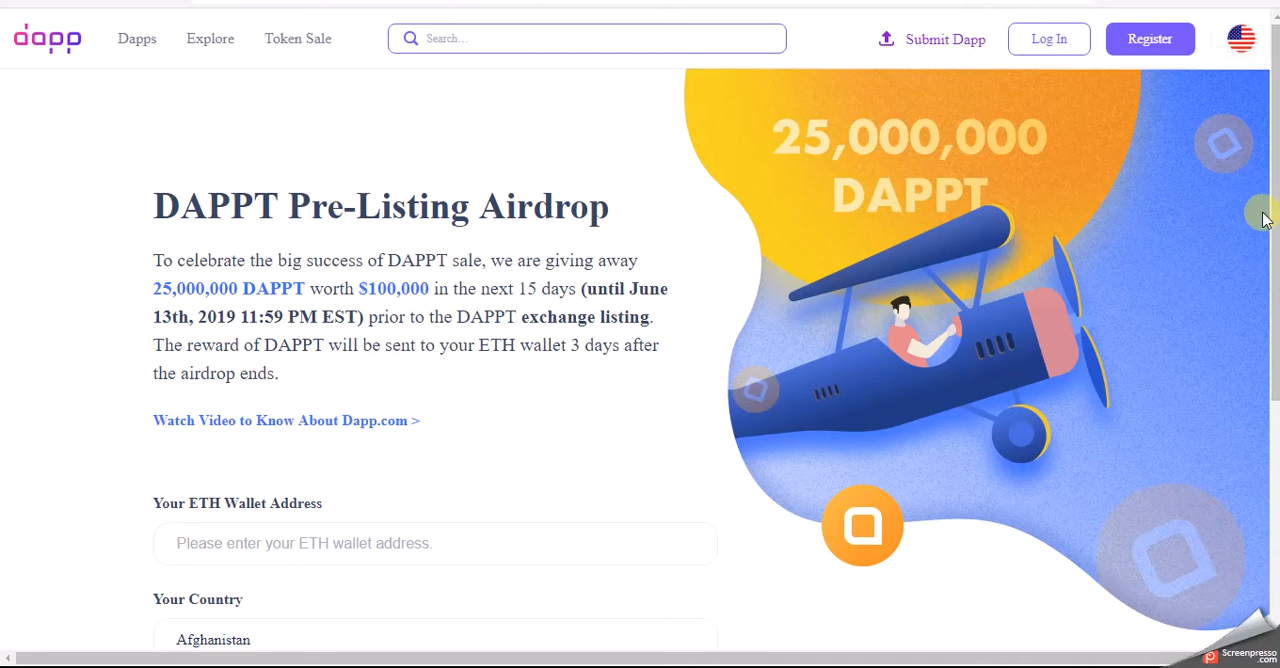 dapp
Dapps
Explore
Token Sale
Search...
Submit Dapp
Log In
Register
25,000,000
DAPPT
DAPPT Pre-Listing Airdrop
To celebrate the big success of DAPPT sale, we are giving away
25,000,000 DAPPT worth $100,000 in the next 15 days (until June
13th, 2019 11:59 PM EST) prior to the DAPPT exchange listing.
The reward of DAPPT will be sent to your ETH wallet 3 days after
the airdrop ends.
Watch Video to Know About Dapp.com >
Your ETH Wallet Address
Please enter your ETH wallet address.
Your Country
Afghanistan
Screenpresso
.com